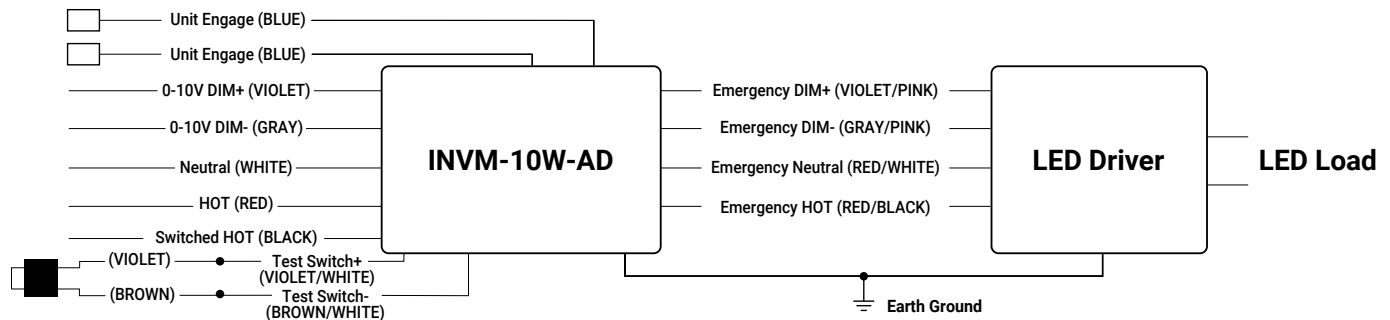 Unit Engage (BLUE)
Unit Engage (BLUE)
0-10V DIM+ (VIOLET)
0-10V DIM- (GRAY)
Neutral (WHITE)
HOT (RED)
Switched HOT (BLACK)
(VIOLET)
Test Switch+
(VIOLET/WHITE)
(BROWN)
Test Switch-
(BROWN/WHITE)
INVM-10W-AD
Emergency DIM+ (VIOLET/PINK)
Emergency DIM- (GRAY/PINK)
Emergency Neutral (RED/WHITE)
Emergency HOT (RED/BLACK)
LED Driver
LED Load
Earth Ground